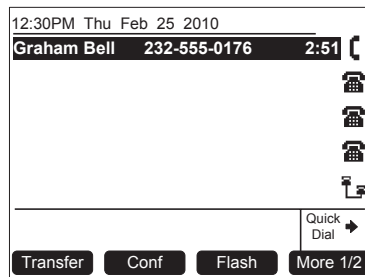 12:30PM Thu Feb 25 2010
Graham Bell 232-555-0176 2:51
Quick
Dial
Transfer Conf Flash More 1/2